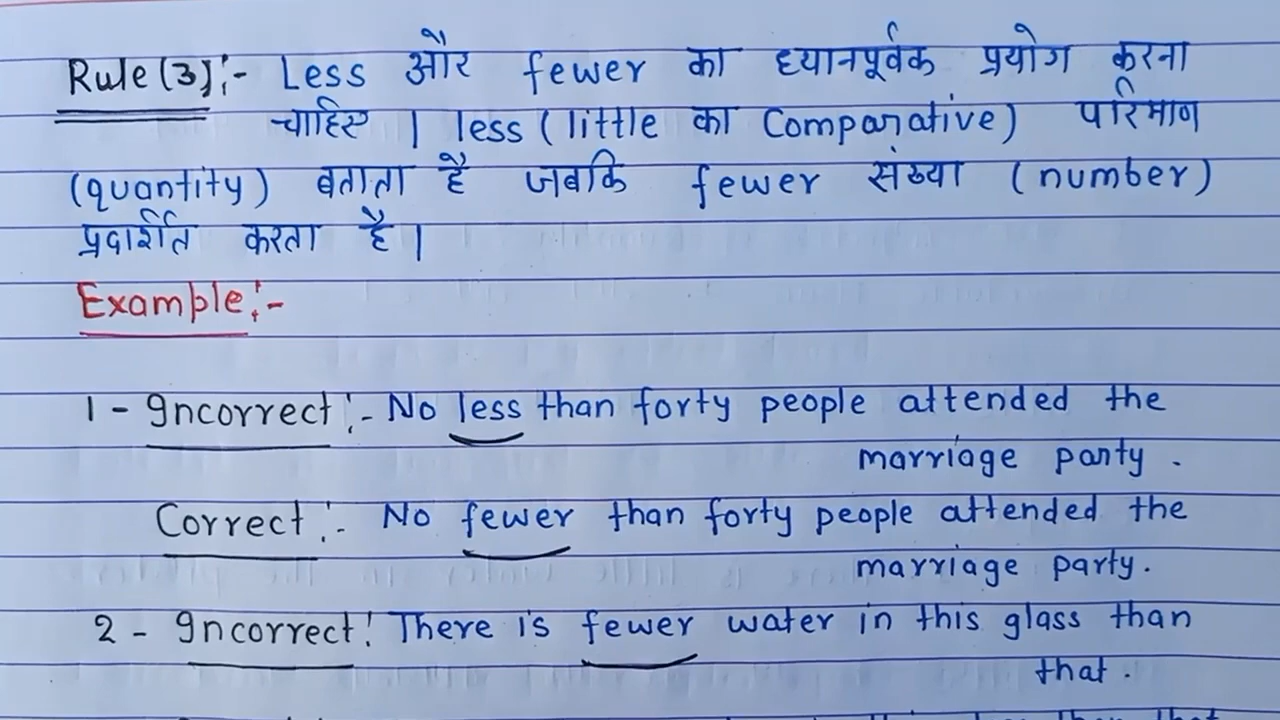 Rule (3):- Less और fewer का ध्यानपूर्वक प्रयोग करना
चाहिए । less (little का Comparative) परिमाण
(quantity) बताता है जबकि fewer संख्या (number)
प्रदर्शित करता है ।
Example:-
1 - Incorrect:- No less than forty people attended the
marriage party .
Correct:- No fewer than forty people attended the
marriage party.
2 - Incorrect: There is fewer water in this glass than
that .